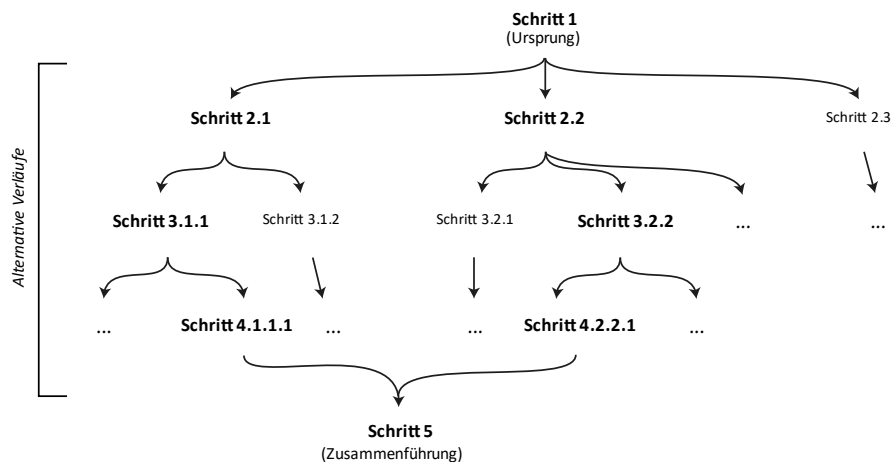 Schritt 1
(Ursprung)
Alternative Verläufe
Schritt 2.1
Schritt 2.2
Schritt 2.3
Schritt 3.1.1
Schritt 3.1.2
Schritt 3.2.1
Schritt 3.2.2
...
...
...
Schritt 4.1.1.1
...
...
Schritt 4.2.2.1
...
Schritt 5
(Zusammenführung)